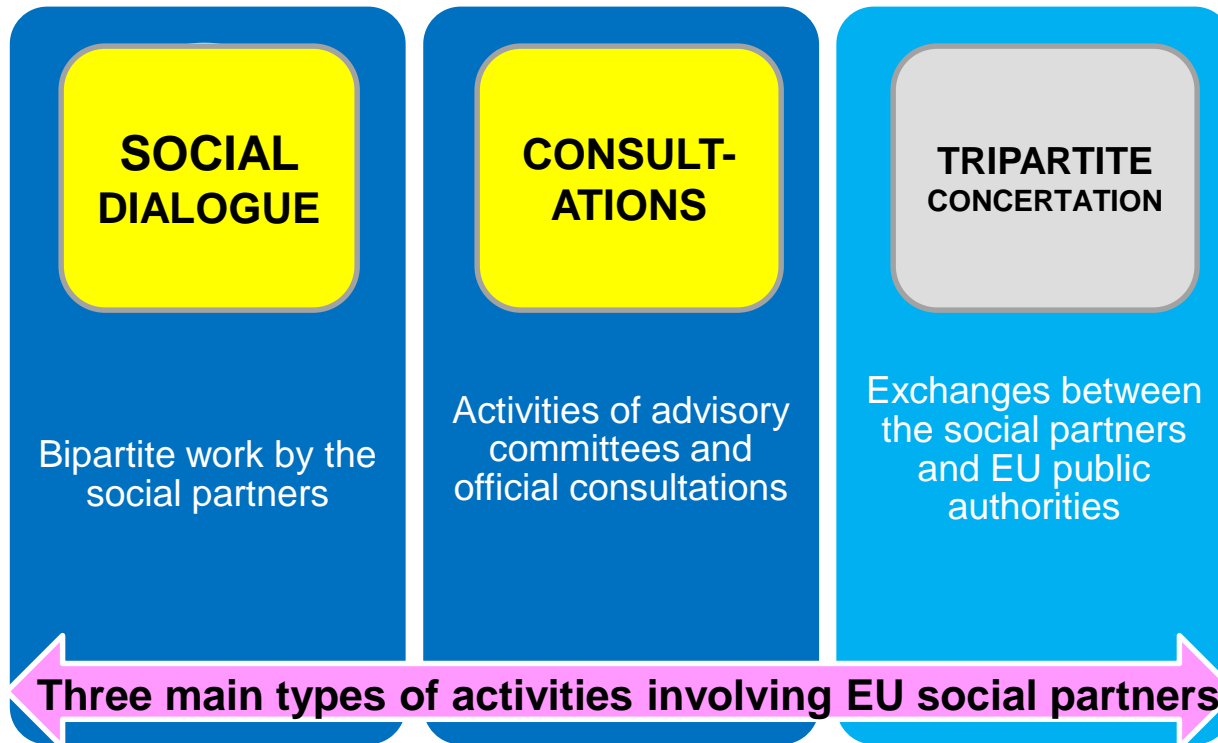 SOCIAL
DIALOGUE
Bipartite work by the
social partners
CONSULT-
ATIONS
Activities of advisory
committees and
official consultations
TRIPARTITE
CONCERTATION
Exchanges between
the social partners
and EU public
authorities
Three main types of activities involving EU social partners